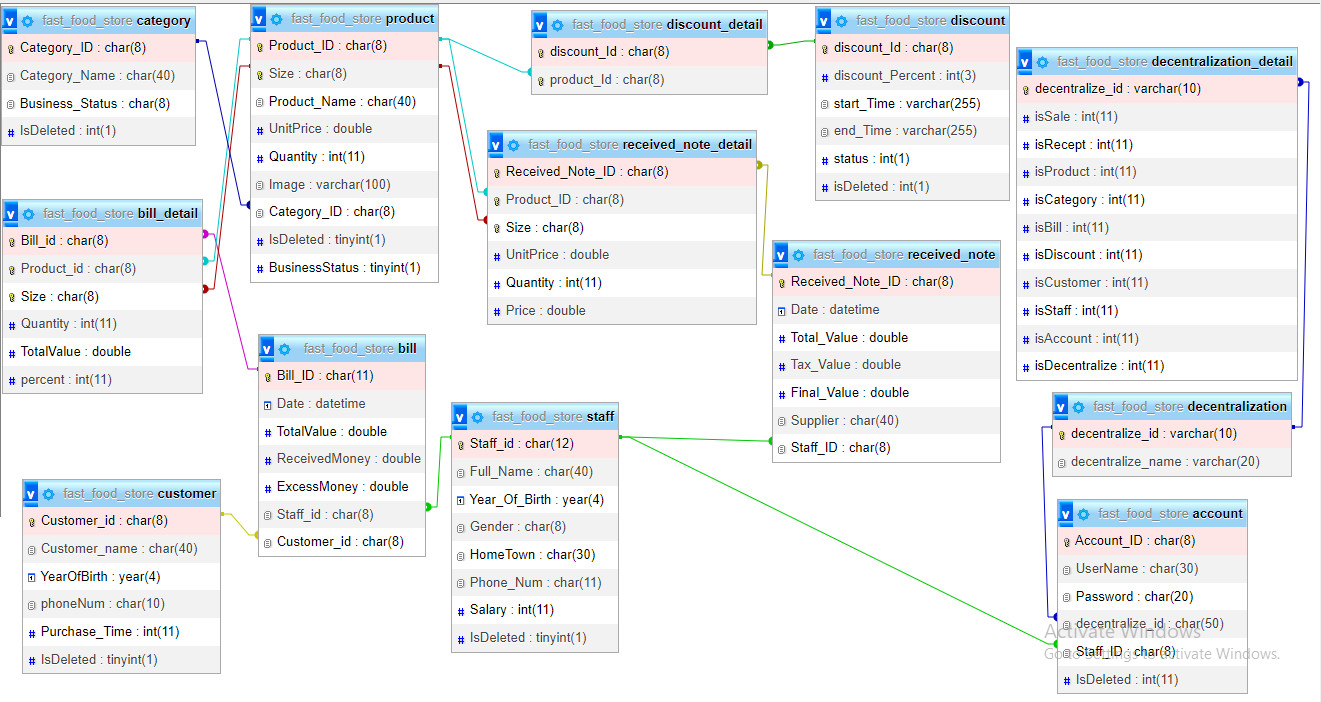 fast_food_store category
Category_ID : char(8)
Category_Name : char(40)
Business_Status : char(8)
IsDeleted : int(1)
fast_food_store product
Product_ID : char(8)
Size : char(8)
Product_Name : char(40)
UnitPrice : double
Quantity : int(11)
Image : varchar(100)
Category_ID : char(8)
IsDeleted : tinyint(1)
BusinessStatus : tinyint(1)
fast_food_store discount_detail
discount_Id : char(8)
product_Id : char(8)
fast_food_store discount
discount_Id : char(8)
discount_Percent : int(3)
start_Time : varchar(255)
end_Time : varchar(255)
status : int(1)
isDeleted : int(1)
fast_food_store decentralization_detail
decentralize_id : varchar(10)
isSale : int(11)
isRecept : int(11)
isProduct : int(11)
isCategory : int(11)
isBill : int(11)
isDiscount : int(11)
isCustomer : int(11)
isStaff : int(11)
isAccount : int(11)
isDecentralize : int(11)
fast_food_store bill_detail
Bill_id : char(8)
Product_id : char(8)
Size : char(8)
Quantity : int(11)
TotalValue : double
percent : int(11)
fast_food_store received_note_detail
Received_Note_ID : char(8)
Product_ID : char(8)
Size : char(8)
UnitPrice : double
Quantity : int(11)
Price : double
fast_food_store received_note
Received_Note_ID : char(8)
Date : datetime
Total_Value : double
Tax_Value : double
Final_Value : double
Supplier : char(40)
Staff_ID : char(8)
fast_food_store bill
Bill_ID : char(11)
Date : datetime
TotalValue : double
ReceivedMoney : double
ExcessMoney : double
Staff_id : char(8)
Customer_id : char(8)
fast_food_store staff
Staff_id : char(12)
Full_Name : char(40)
Year_Of_Birth : year(4)
Gender : char(8)
HomeTown : char(30)
Phone_Num : char(11)
Salary : int(11)
IsDeleted : tinyint(1)
fast_food_store decentralization
decentralize_id : varchar(10)
decentralize_name : varchar(20)
fast_food_store customer
Customer_id : char(8)
Customer_name : char(40)
YearOfBirth : year(4)
phoneNum : char(10)
Purchase_Time : int(11)
IsDeleted : tinyint(1)
fast_food_store account
Account_ID : char(8)
UserName : char(30)
Password : char(20)
decentralize_id : char(50)
Staff_ID : char(8)
IsDeleted : int(11)
Activate Windows
Go to Settings to activate Windows.